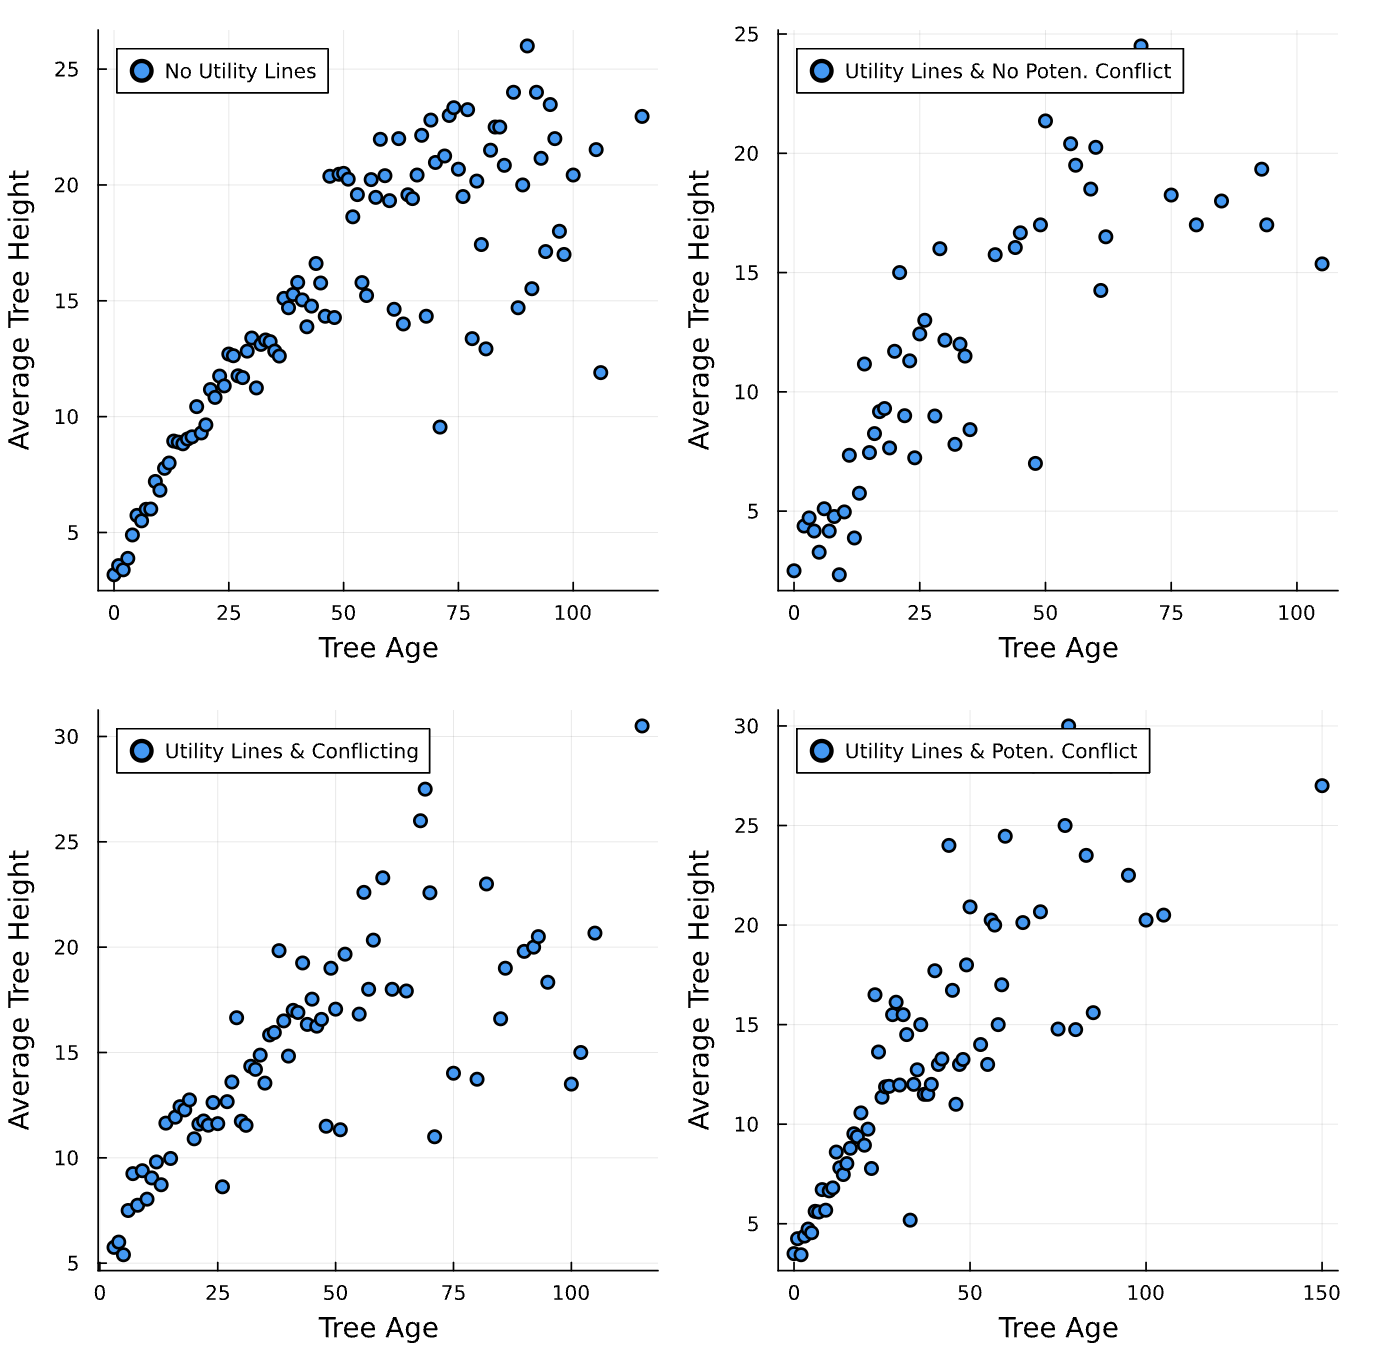 No Utility Lines
Average Tree Height
25
20
15
10
5
0 25 50 75 100
Tree Age
Utility Lines & No Poten. Conflict
Average Tree Height
25
20
15
10
5
0 25 50 75 100
Tree Age
Utility Lines & Conflicting
Average Tree Height
30
25
20
15
10
5
0 25 50 75 100
Tree Age
Utility Lines & Poten. Conflict
Average Tree Height
30
25
20
15
10
5
0 50 100 150
Tree Age